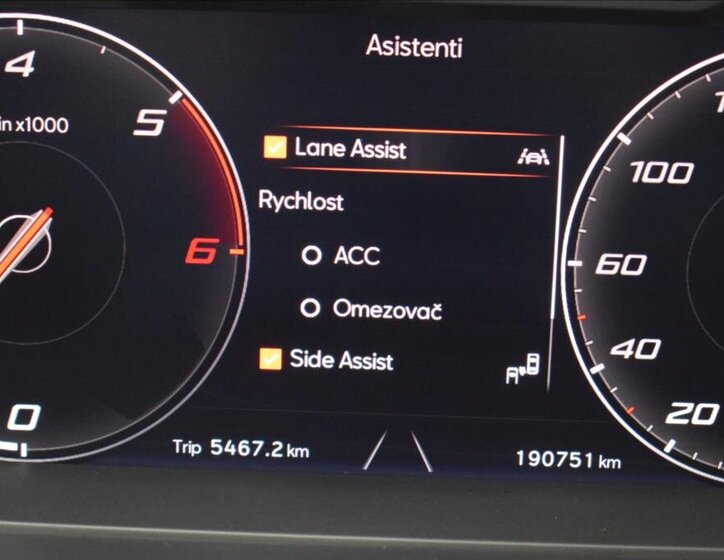 Asistenti
4
5
in x1000
6
0
Lane Assist
Rychlost
ACC
Omezovač
Side Assist
100
60
40
20
Trip 5467.2 km
190751 km